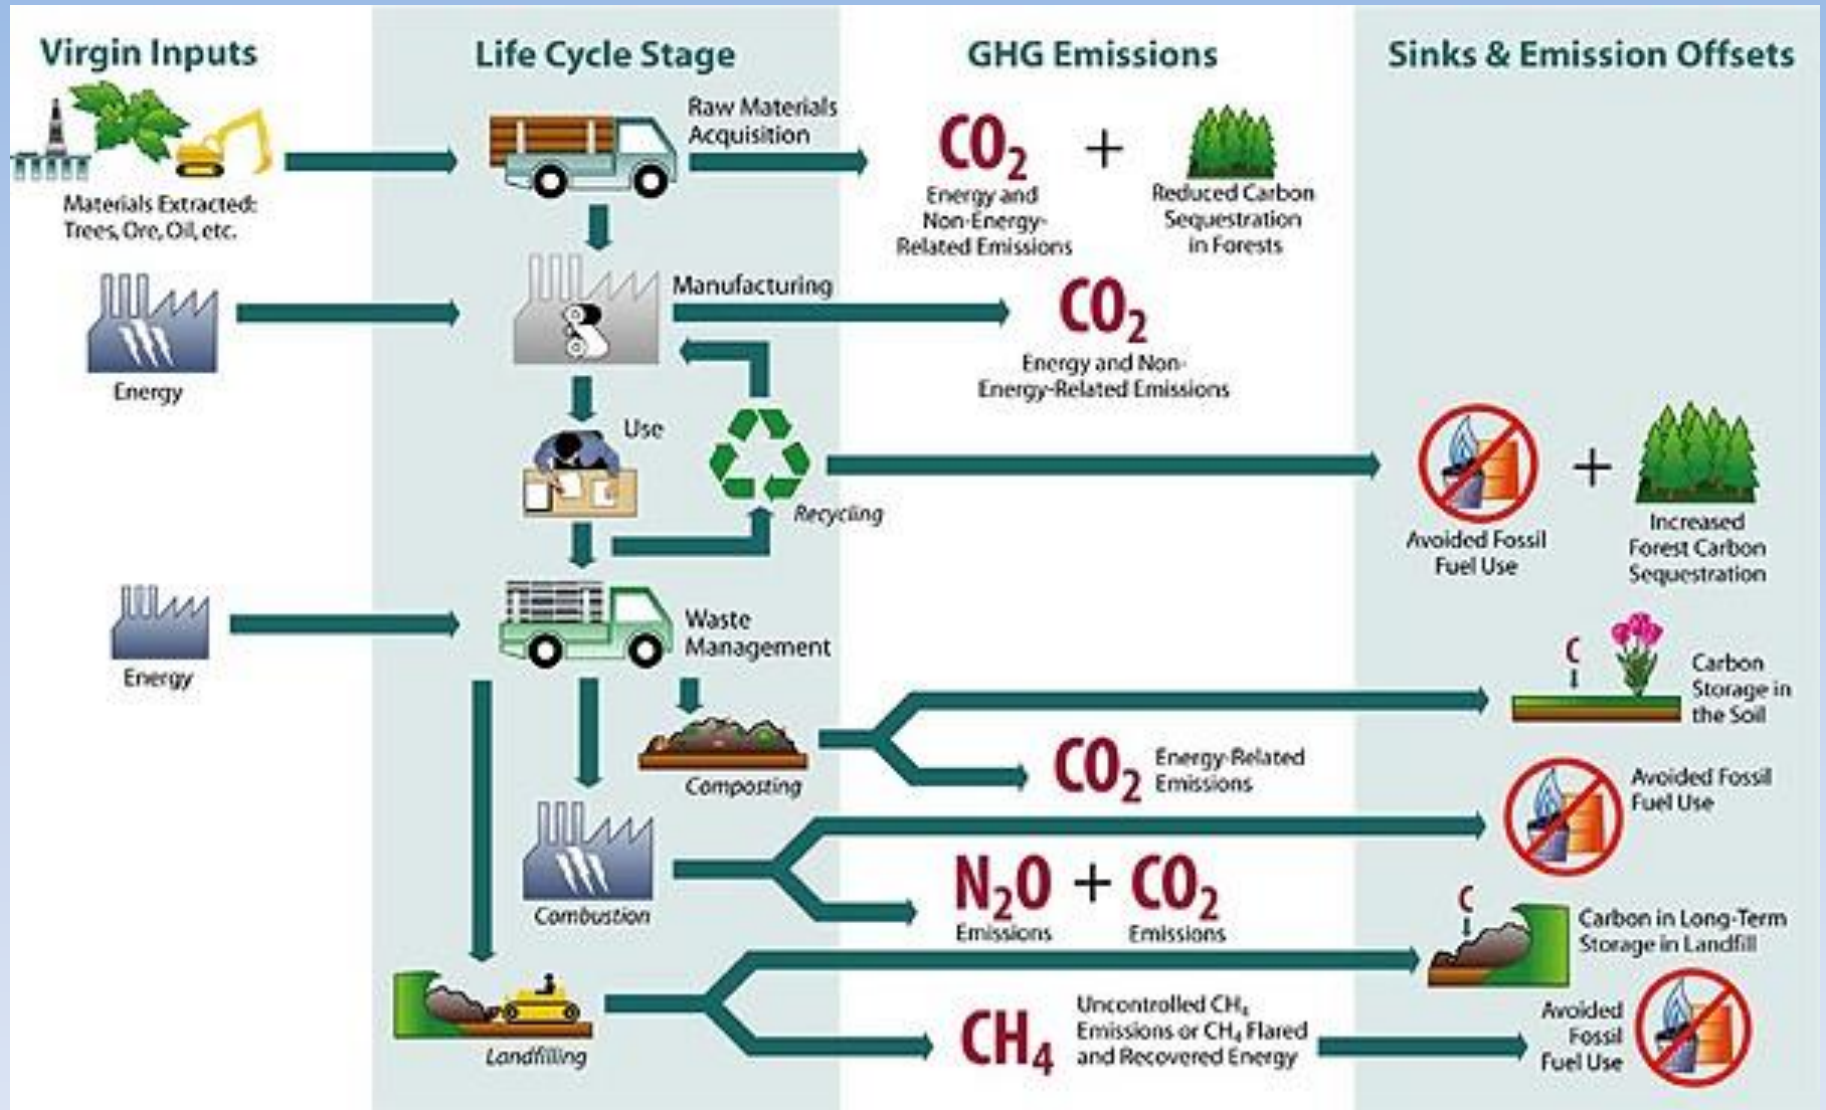 Virgin Inputs
Life Cycle Stage
GHG Emissions
Sinks & Emission Offsets
Materials Extracted:
Trees, Ore, Oil, etc.
Raw Materials
Acquisition
CO₂
Energy and
Non-Energy-
Related Emissions
+
Reduced Carbon
Sequestration
in Forests
Energy
Manufacturing
CO₂
Energy and Non-
Energy-Related Emissions
Use
Recycling
Avoided Fossil
Fuel Use
+
Increased
Forest Carbon
Sequestration
Energy
Waste
Management
Composting
C
Carbon
Storage in
the Soil
CO₂
Energy-Related
Emissions
Combustion
Avoided Fossil
Fuel Use
N₂O + CO₂
Emissions
Emissions
Landfilling
C
Carbon in Long-Term
Storage in Landfill
CH₄
Uncontrolled CH₄
Emissions or CH₄ Flared
and Recovered Energy
Avoided
Fossil
Fuel Use